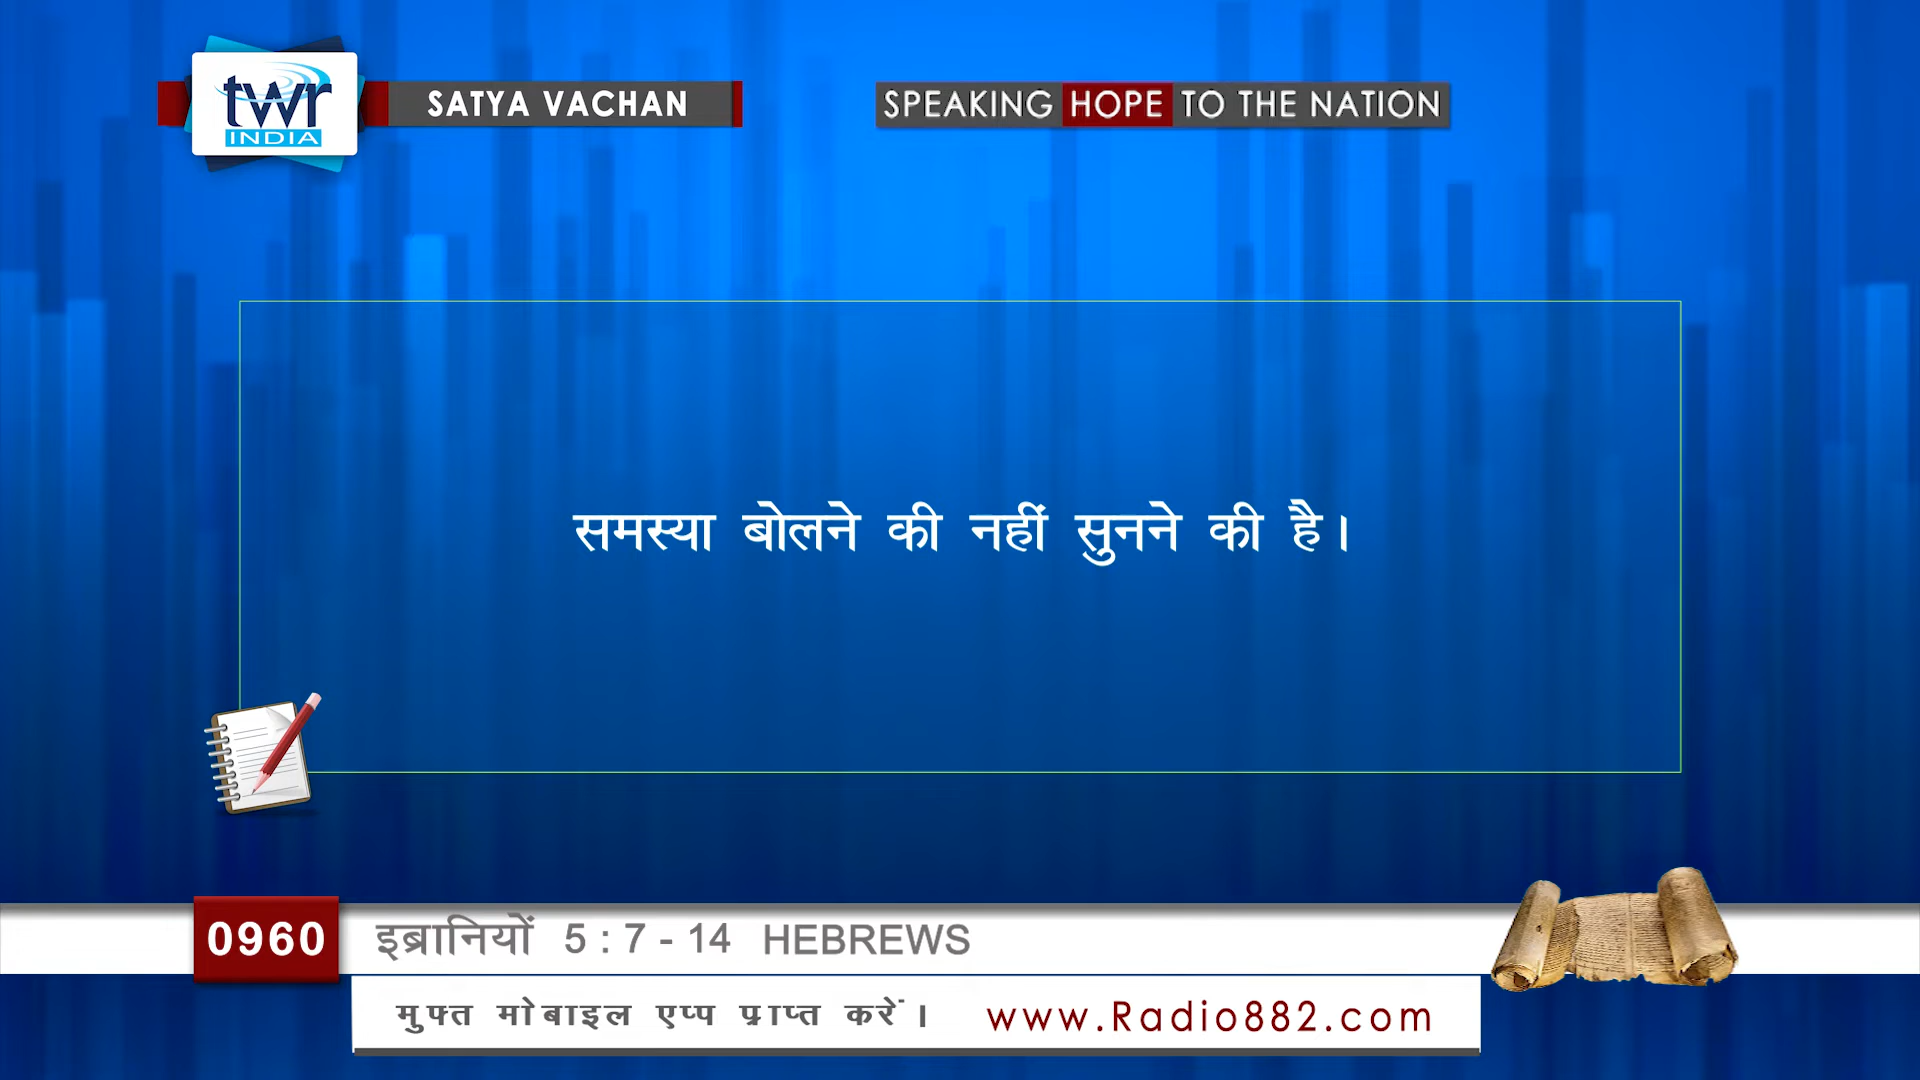 twr
INDIA
SATYA VACHAN
SPEAKING HOPE TO THE NATION
समस्या बोलने की नहीं सुनने की है।
0960
इब्रानियों 5 : 7 - 14 HEBREWS
मुफ्त मोबाइल एप्प प्राप्त करें। www.Radio882.com